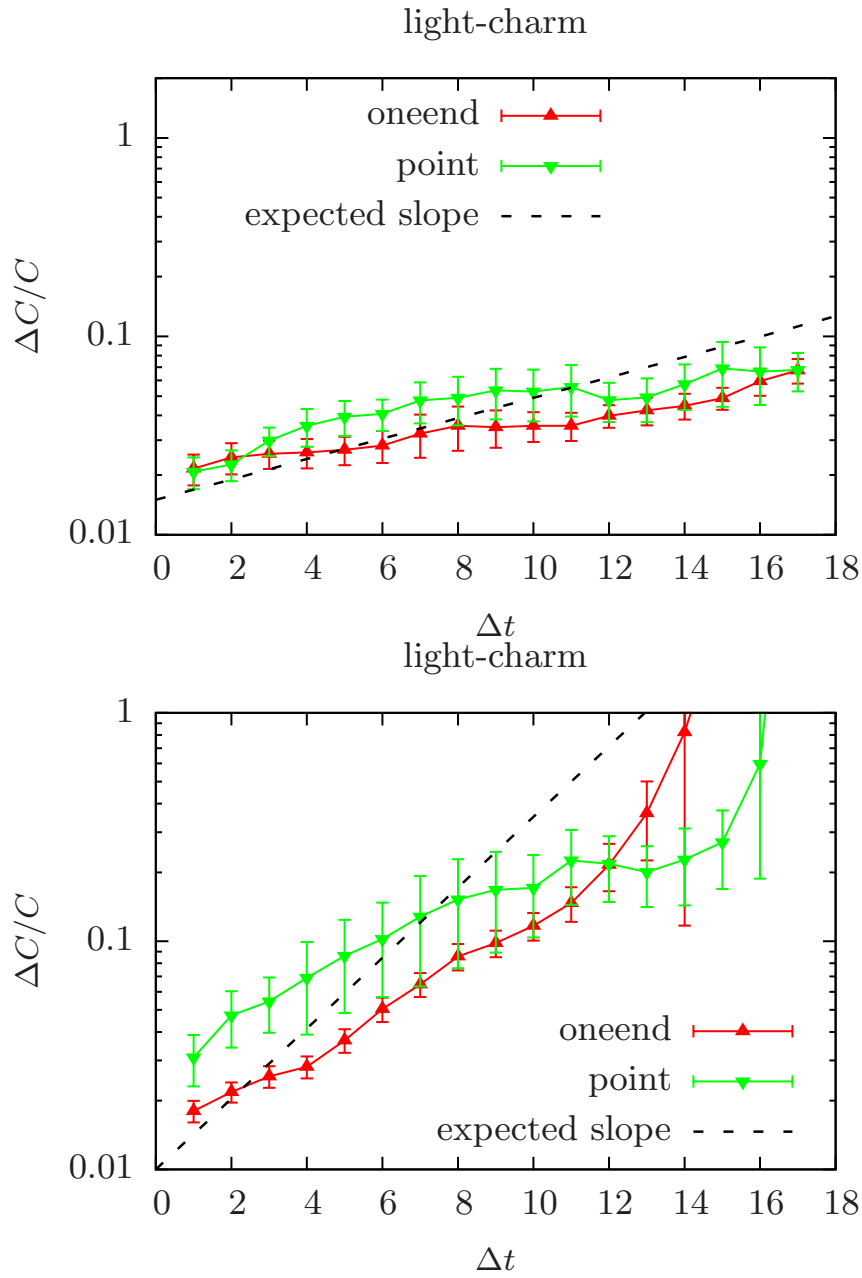 light-charm
oneend
point
expected slope
1
0.1
0.01
ΔC/C
0 2 4 6 8 10 12 14 16 18
Δt
light-charm
1
0.1
0.01
ΔC/C
oneend
point
expected slope
0 2 4 6 8 10 12 14 16 18
Δt